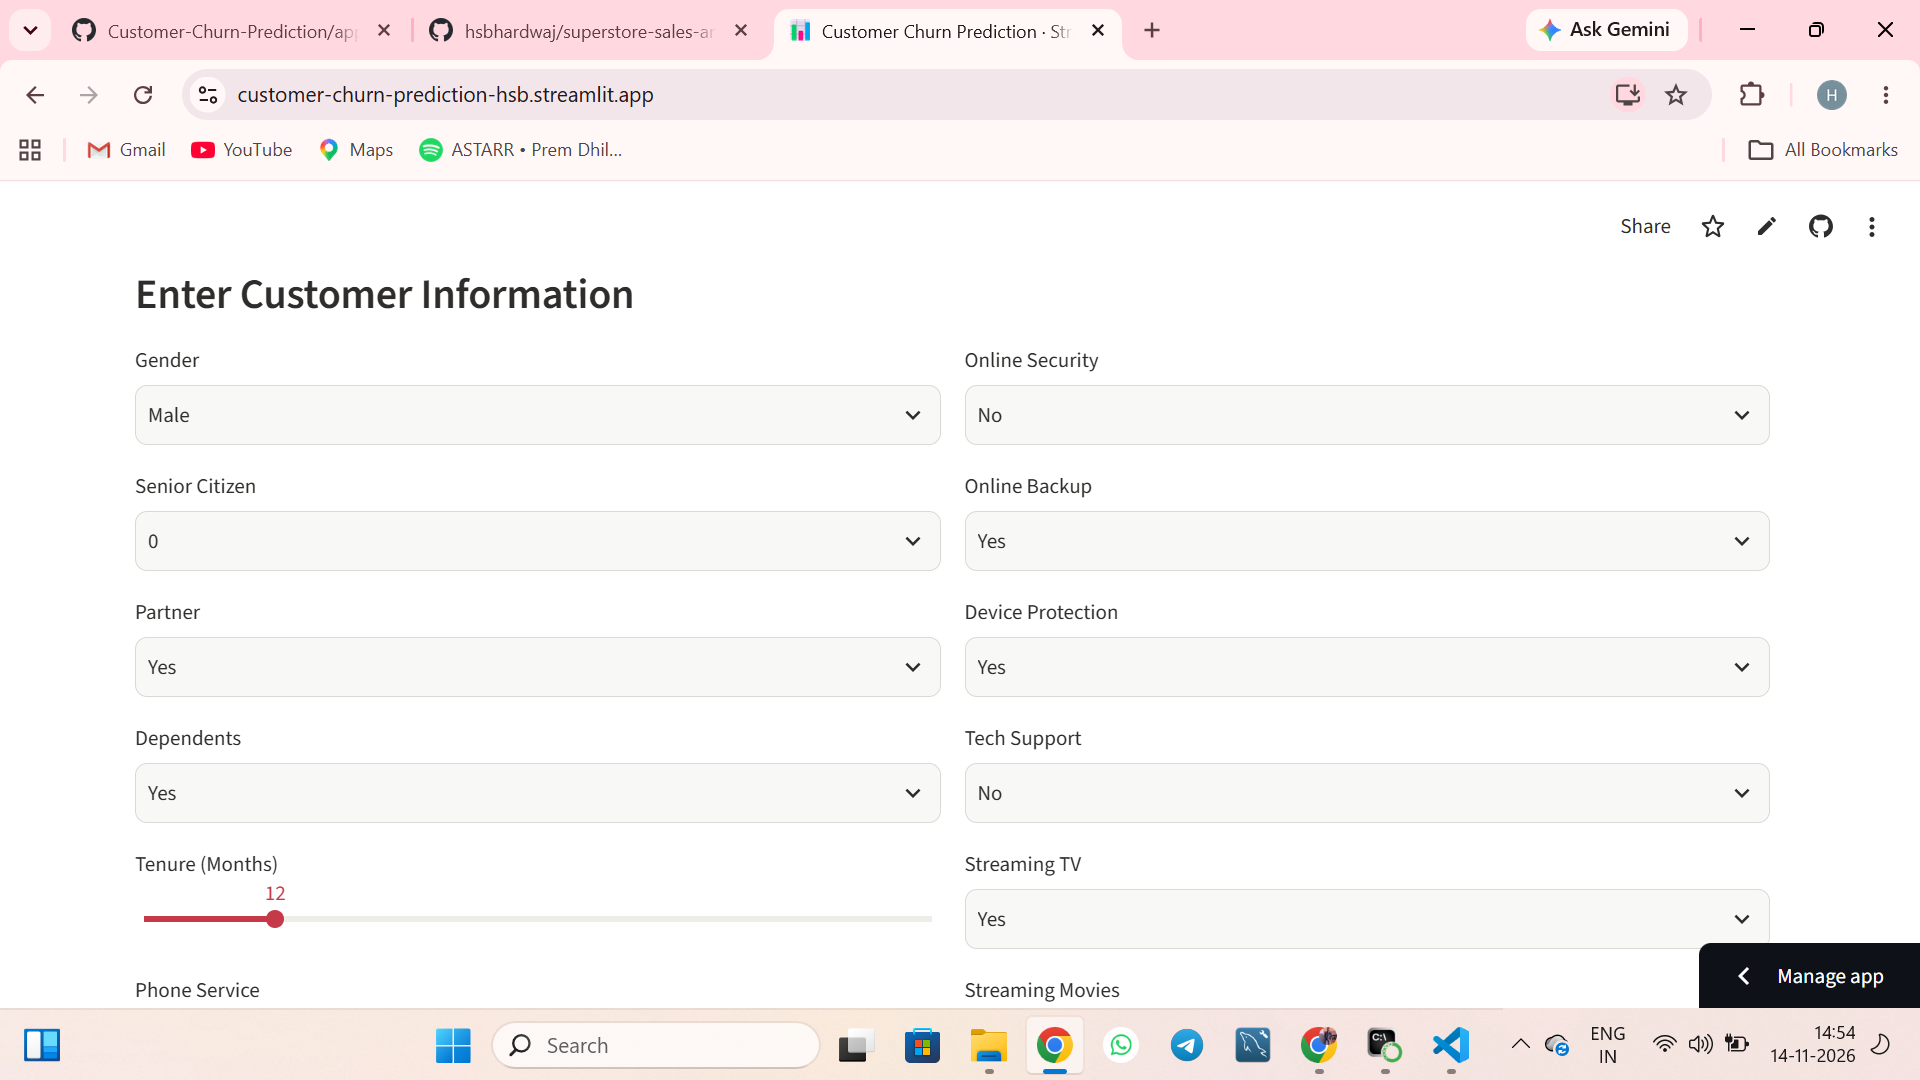 Customer-Churn-Prediction/ap
hsbhardwaj/superstore-sales-ar
Customer Churn Prediction · Str
Ask Gemini
customer-churn-prediction-hsb.streamlit.app
H
Gmail
YouTube
Maps
ASTARR • Prem Dhil...
All Bookmarks
Share
Enter Customer Information
Gender
Male
Senior Citizen
0
Partner
Yes
Dependents
Yes
Tenure (Months)
12
Phone Service
Online Security
No
Online Backup
Yes
Device Protection
Yes
Tech Support
No
Streaming TV
Yes
Streaming Movies
Manage app
Search
ENG
IN
14:54
14-11-2026